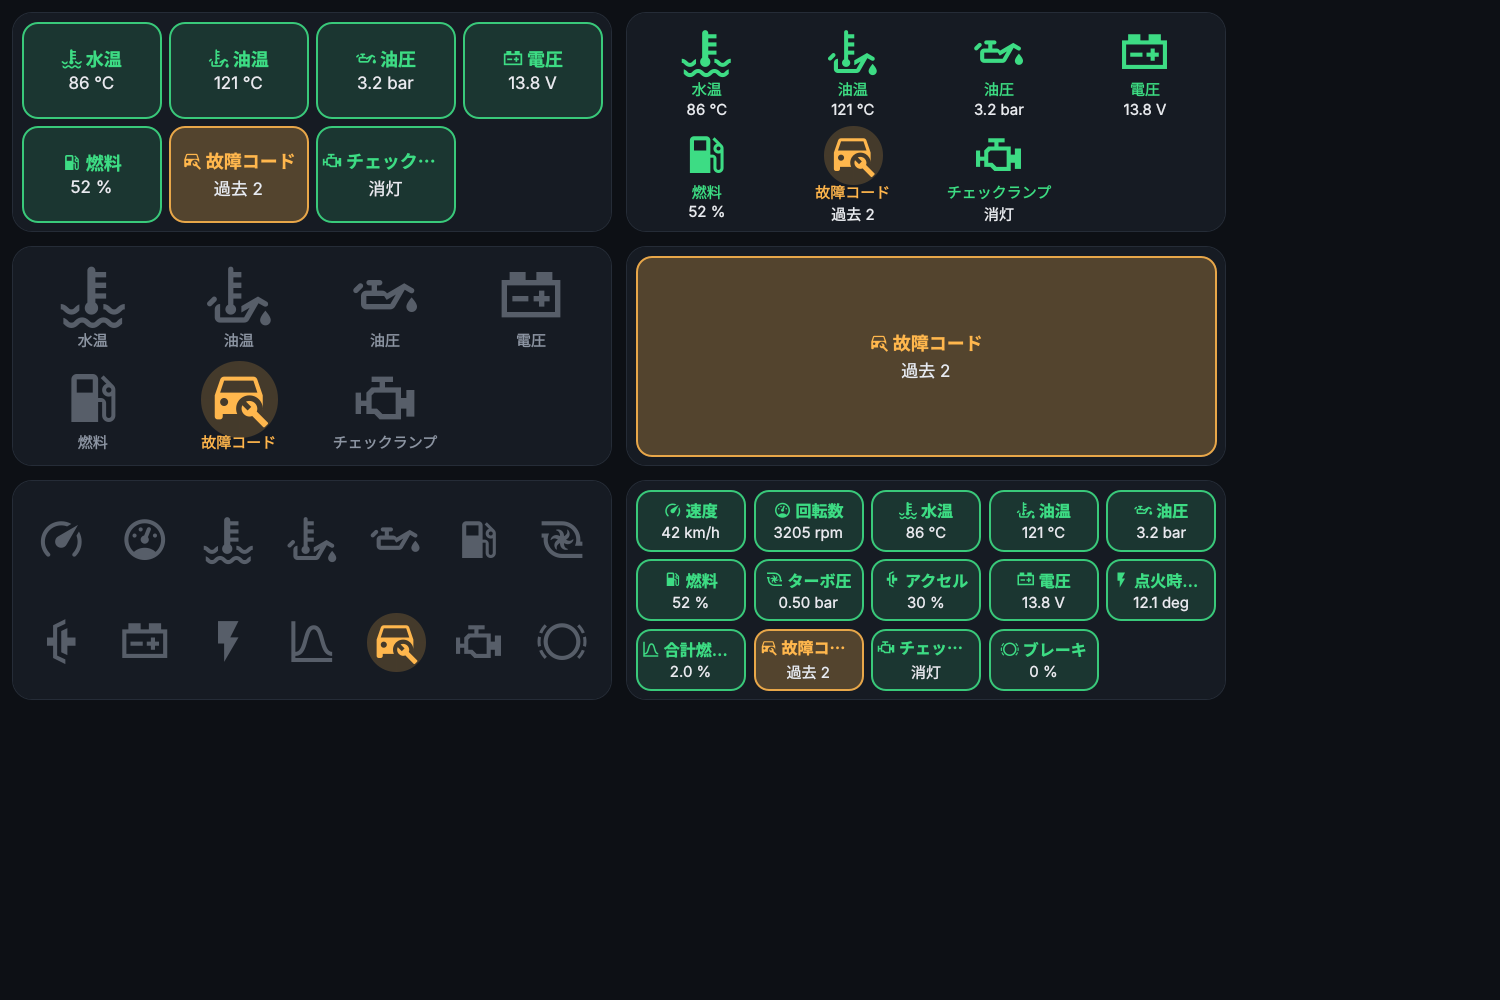 水温
86 °C
油温
121 °C
油圧
3.2 bar
電圧
13.8 V
燃料
52 %
故障コード
過去 2
チェック…
消灯
水温
86 °C
油温
121 °C
油圧
3.2 bar
電圧
13.8 V
燃料
52 %
故障コード
過去 2
チェックランプ
消灯
水温
油温
油圧
電圧
燃料
故障コード
チェックランプ
故障コード
過去 2
速度
42 km/h
回転数
3205 rpm
水温
86 °C
油温
121 °C
油圧
3.2 bar
燃料
52 %
ターボ圧
0.50 bar
アクセル
30 %
電圧
13.8 V
点火時…
12.1 deg
合計燃…
2.0 %
故障コ…
過去 2
チェッ…
消灯
ブレーキ
0 %